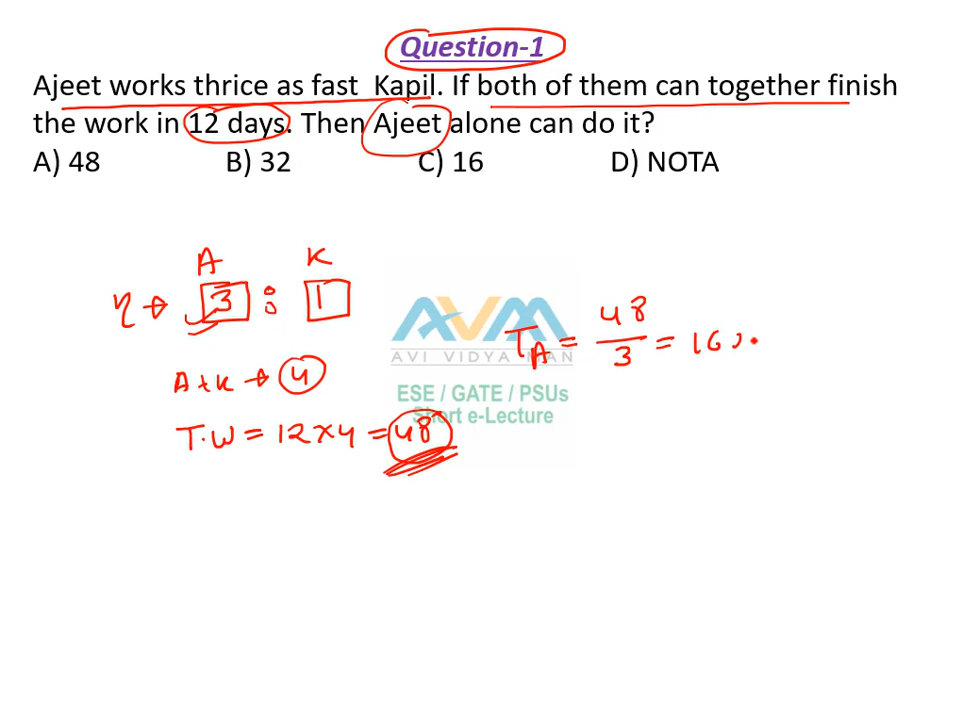 Question-1
Ajeet works thrice as fast Kapil. If both of them can together finish
the work in 12 days. Then Ajeet alone can do it?
A) 48 B) 32 C) 16 D) NOTA
A K
η → 3 : 1
A+K → 4
T.W = 12×4 = 48
T_A = 48/3 = 16
AVM
AVI VIDYA
ESE / GATE / PSUs
Short e-Lecture